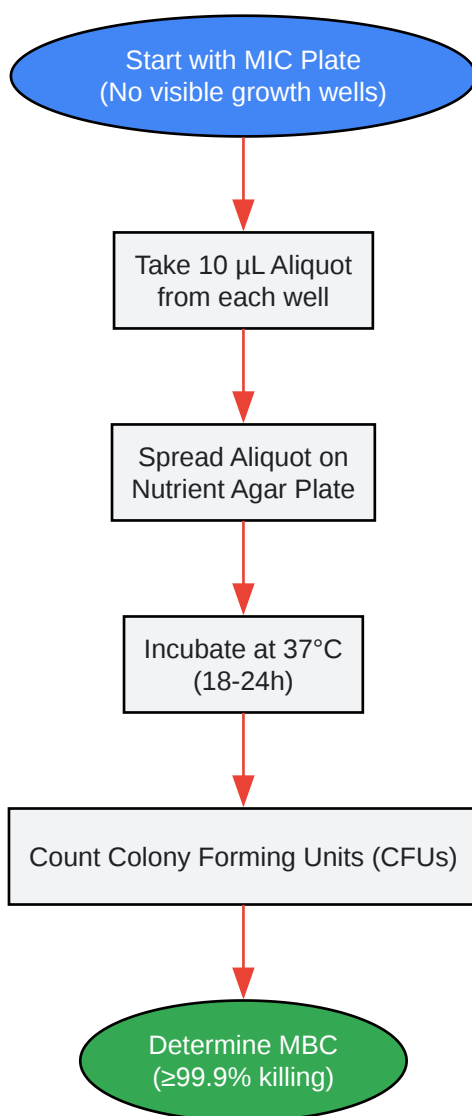 Start with MIC Plate
(No visible growth wells)
Take 10 µL Aliquot
from each well
Spread Aliquot on
Nutrient Agar Plate
Incubate at 37°C
(18-24h)
Count Colony Forming Units (CFUs)
Determine MBC
(≥99.9% killing)